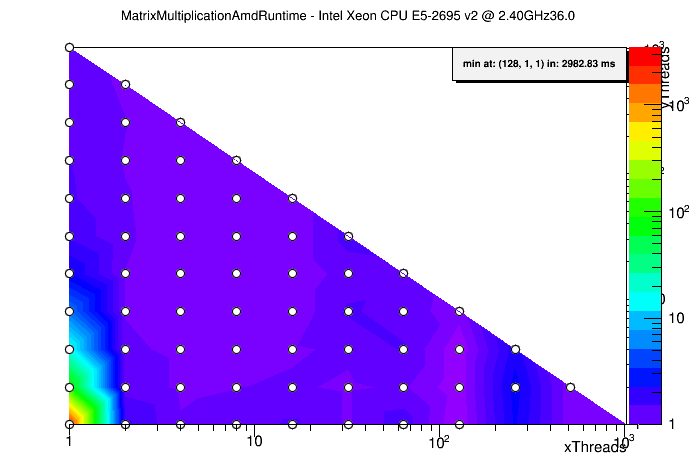 MatrixMultiplicationAmdRuntime - Intel Xeon CPU E5-2695 v2 @ 2.40GHz36.0
min at: (128, 1, 1) in: 2982.83 ms
yThreads
10³
10²
10
1
1
10
10²
10³
xThreads